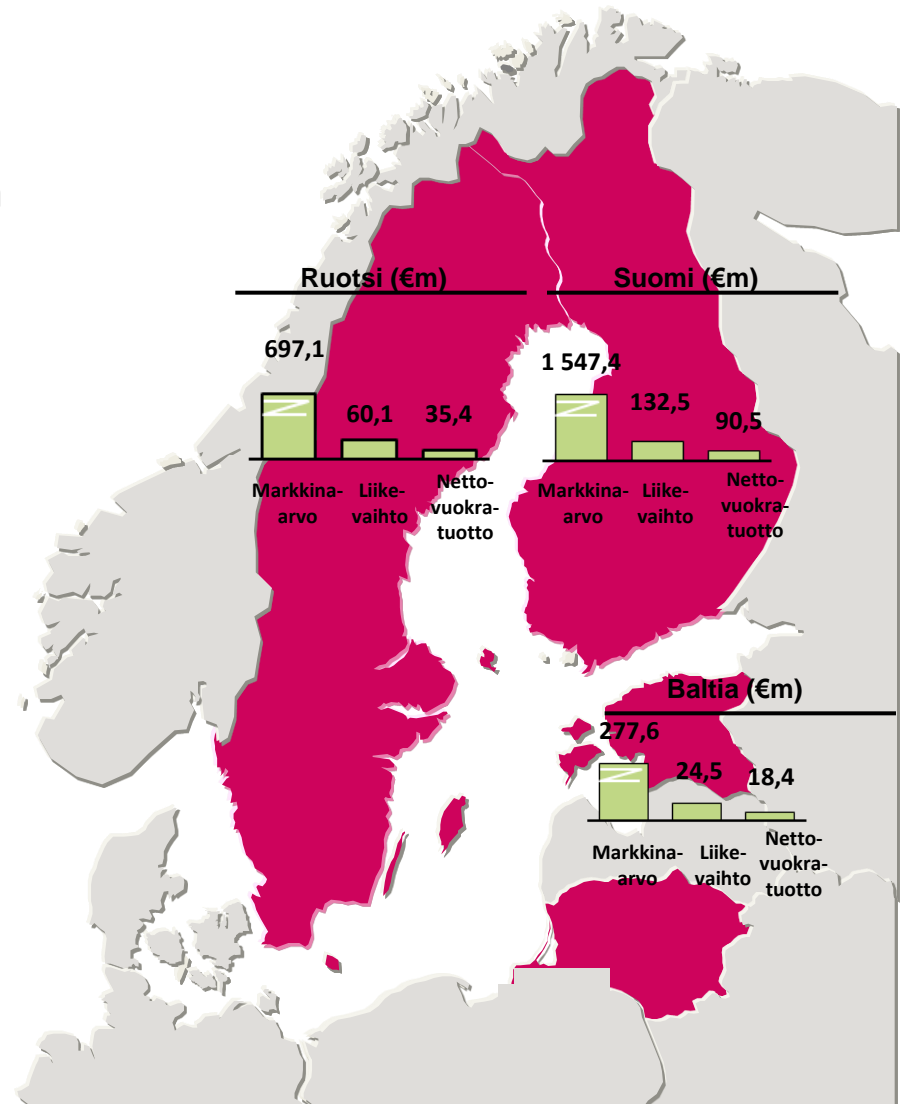 Ruotsi (€m)
697,1
60,1
35,4
Markkina-
arvo
Liike-
vaihto
Netto-
vuokra-
tuotto
Suomi (€m)
1 547,4
132,5
90,5
Markkina-
arvo
Liike-
vaihto
Netto-
vuokra-
tuotto
Baltia (€m)
277,6
24,5
18,4
Markkina-
arvo
Liike-
vaihto
Netto-
vuokra-
tuotto